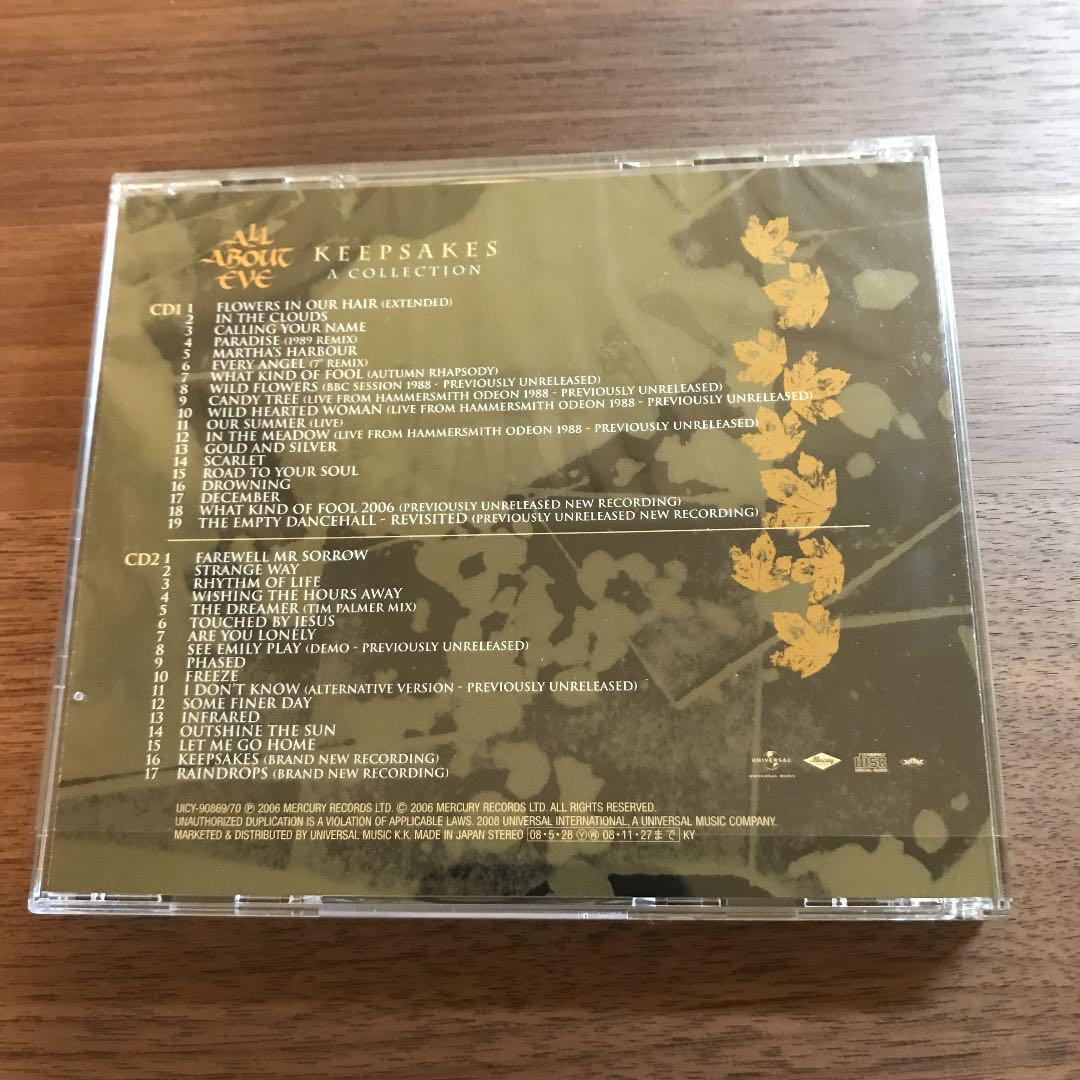 ALL
ABOUT
EVE
KEEPSAKES
A COLLECTION
CD1 1 FLOWERS IN OUR HAIR (EXTENDED)
2 IN THE CLOUDS
3 CALLING YOUR NAME
4 PARADISE (1989 REMIX)
5 MARTHA'S HARBOUR
6 EVERY ANGEL (7" REMIX)
7 WHAT KIND OF FOOL (AUTUMN RHAPSODY)
8 WILD FLOWERS (BBC SESSION 1988 - PREVIOUSLY UNRELEASED)
9 CANDY TREE (LIVE FROM HAMMERSMITH ODEON 1988 - PREVIOUSLY UNRELEASED)
10 WILD HEARTED WOMAN (LIVE FROM HAMMERSMITH ODEON 1988 - PREVIOUSLY UNRELEASED)
11 OUR SUMMER (LIVE)
12 IN THE MEADOW (LIVE FROM HAMMERSMITH ODEON 1988 - PREVIOUSLY UNRELEASED)
13 GOLD AND SILVER
14 SCARLET
15 ROAD TO YOUR SOUL
16 DROWNING
17 DECEMBER
18 WHAT KIND OF FOOL 2006 (PREVIOUSLY UNRELEASED NEW RECORDING)
19 THE EMPTY DANCEHALL - REVISITED (PREVIOUSLY UNRELEASED NEW RECORDING)
CD2 1 FAREWELL MR SORROW
2 STRANGE WAY
3 RHYTHM OF LIFE
4 WISHING THE HOURS AWAY
5 THE DREAMER (TIM PALMER MIX)
6 TOUCHED BY JESUS
7 ARE YOU LONELY
8 SEE EMILY PLAY (DEMO - PREVIOUSLY UNRELEASED)
9 PHASED
10 FREEZE
11 I DON'T KNOW (ALTERNATIVE VERSION - PREVIOUSLY UNRELEASED)
12 SOME FINER DAY
13 INFRARED
14 OUTSHINE THE SUN
15 LET ME GO HOME
16 KEEPSAKES (BRAND NEW RECORDING)
17 RAINDROPS (BRAND NEW RECORDING)
UNIVERSAL
UNIVERSAL MUSIC
Mercury
disc
UICY-90869/70 Ⓟ 2006 MERCURY RECORDS LTD. © 2006 MERCURY RECORDS LTD. ALL RIGHTS RESERVED.
UNAUTHORIZED DUPLICATION IS A VIOLATION OF APPLICABLE LAWS. 2008 UNIVERSAL INTERNATIONAL, A UNIVERSAL MUSIC COMPANY.
MARKETED & DISTRIBUTED BY UNIVERSAL MUSIC K.K. MADE IN JAPAN STEREO 08・5・28 Ⓨ 08・11・27まで KY